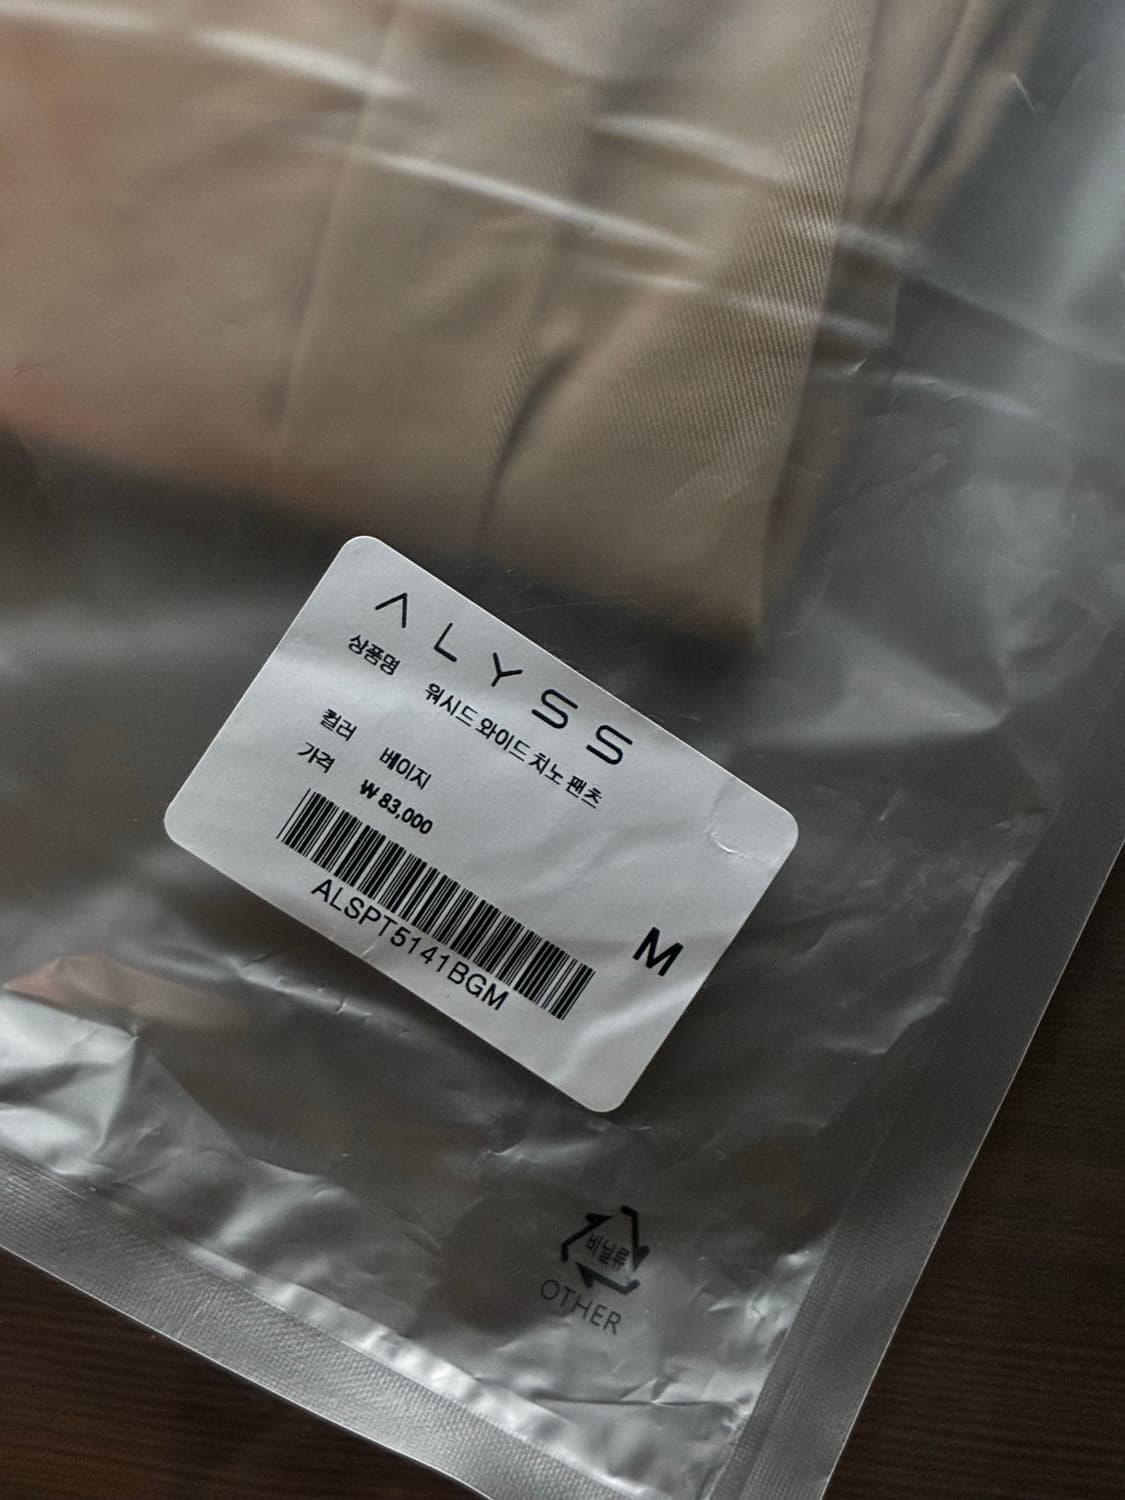 ALYSS
상품명 워시드 와이드 치노 팬츠
컬러 베이지
가격 ₩ 83,000
M
ALSPT5141BGM
비닐류
OTHER